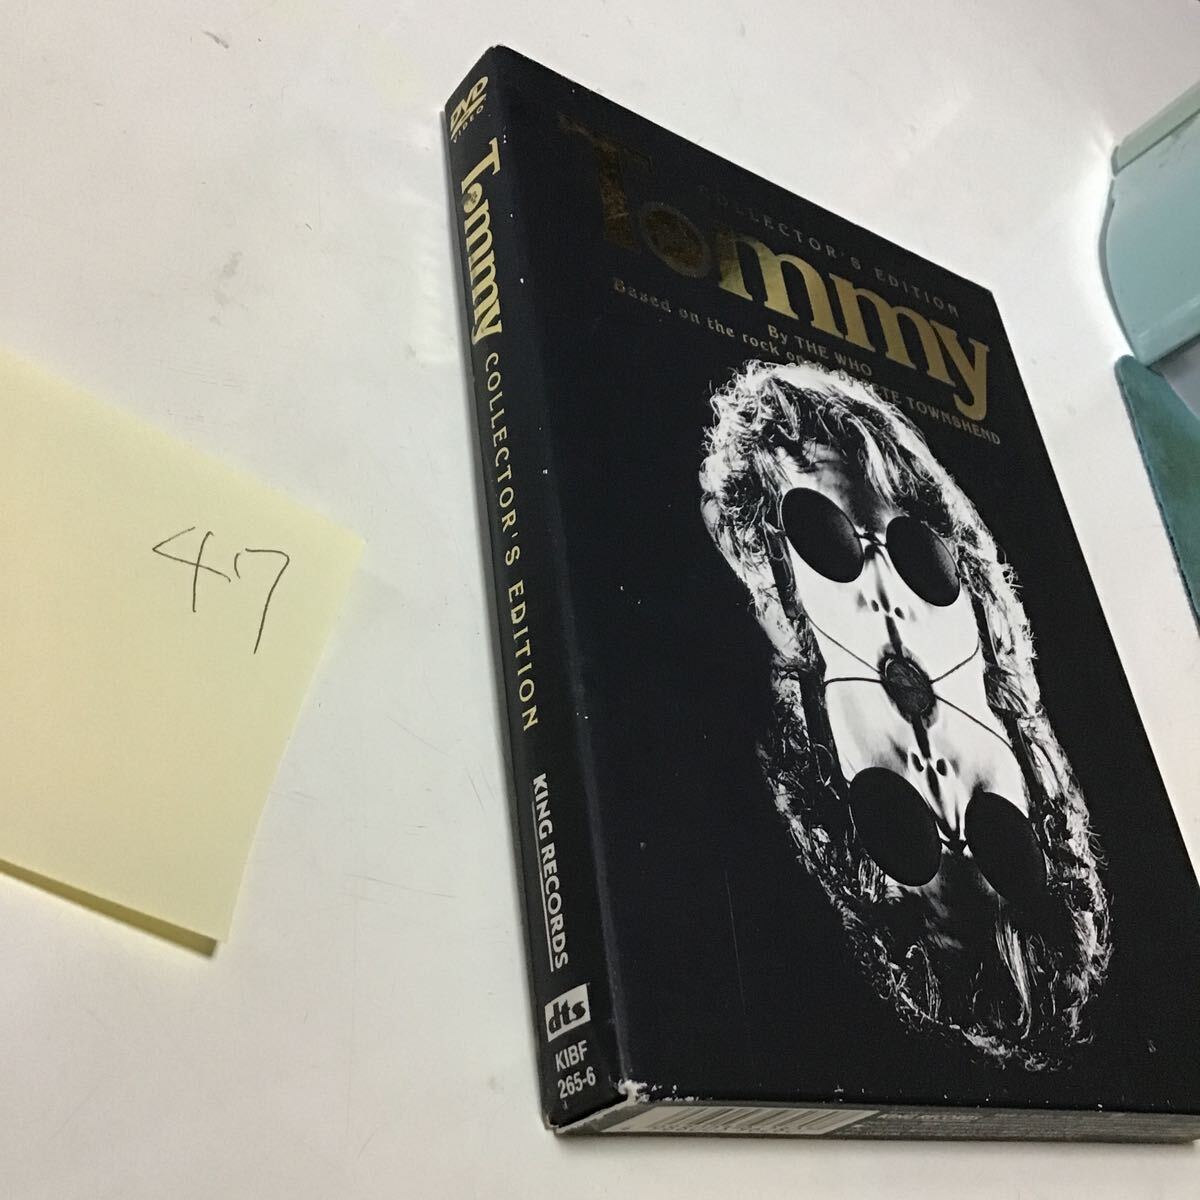 47
DVD
VIDEO
Tommy COLLECTOR'S EDITION
KING RECORDS
dts
KIBF
265-6
COLLECTOR'S EDITION
Tommy
By THE WHO
Based on the rock opera by PETE TOWNSHEND